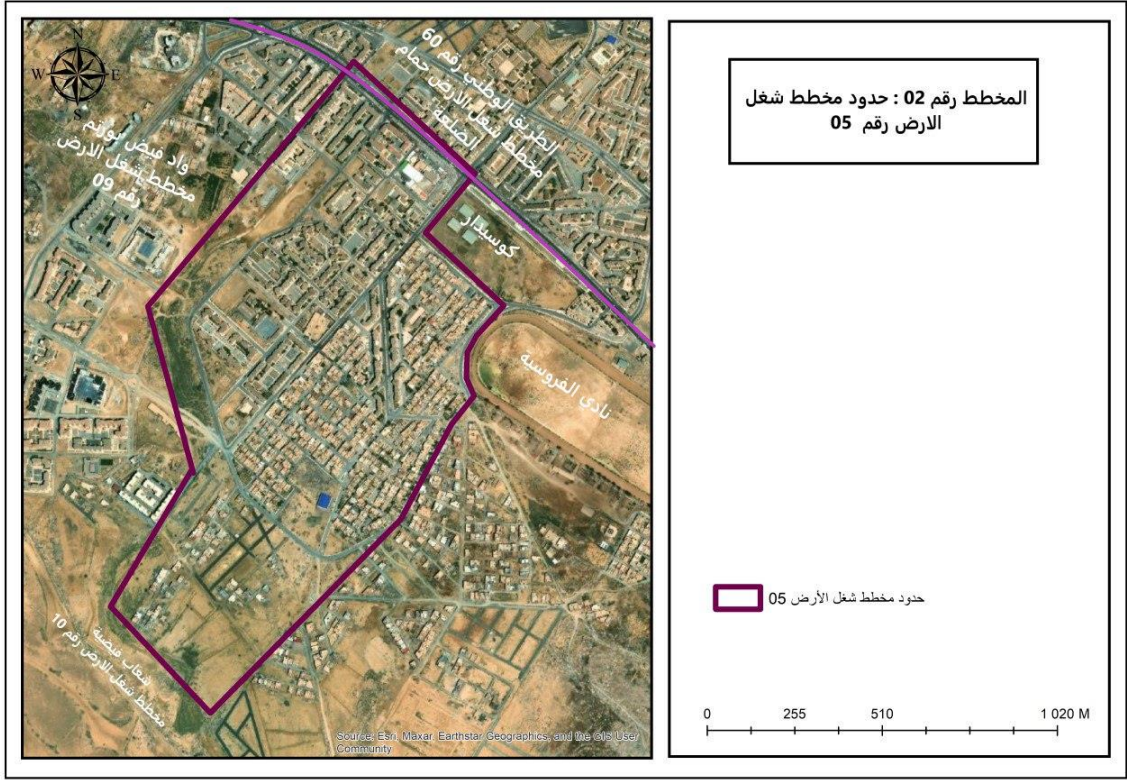 N
W E
S
الطريق الوطني رقم 60
مخطط شغل الارض حمام
الضلعة
واد فيض بورتم
مخطط شغل الارض
رقم 09
كوسيدار
نادي الفروسية
شعاب فيضية
مخطط شغل الارض رقم 10
Source: Esri, Maxar, Earthstar Geographics, and the GIS User
Community
المخطط رقم 02 : حدود مخطط شغل
الارض رقم 05
حدود مخطط شغل الأرض 05
0 255 510 1 020 M